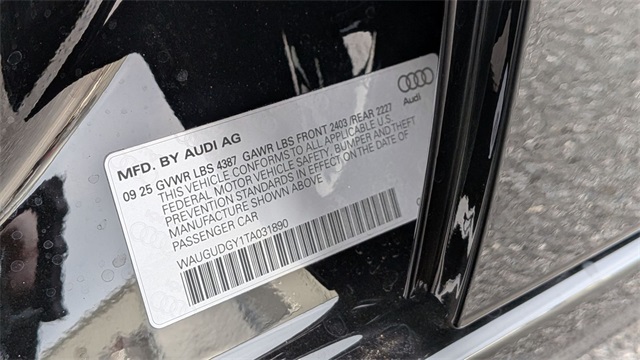 Audi
MFD. BY AUDI AG
09 25 GVWR LBS 4387 GAWR LBS FRONT 2403 /REAR 2227
THIS VEHICLE CONFORMS TO ALL APPLICABLE U.S.
FEDERAL MOTOR VEHICLE SAFETY, BUMPER, AND THEFT
PREVENTION STANDARDS IN EFFECT ON THE DATE OF
MANUFACTURE SHOWN ABOVE
PASSENGER CAR
WAUGUDGY1TA031890